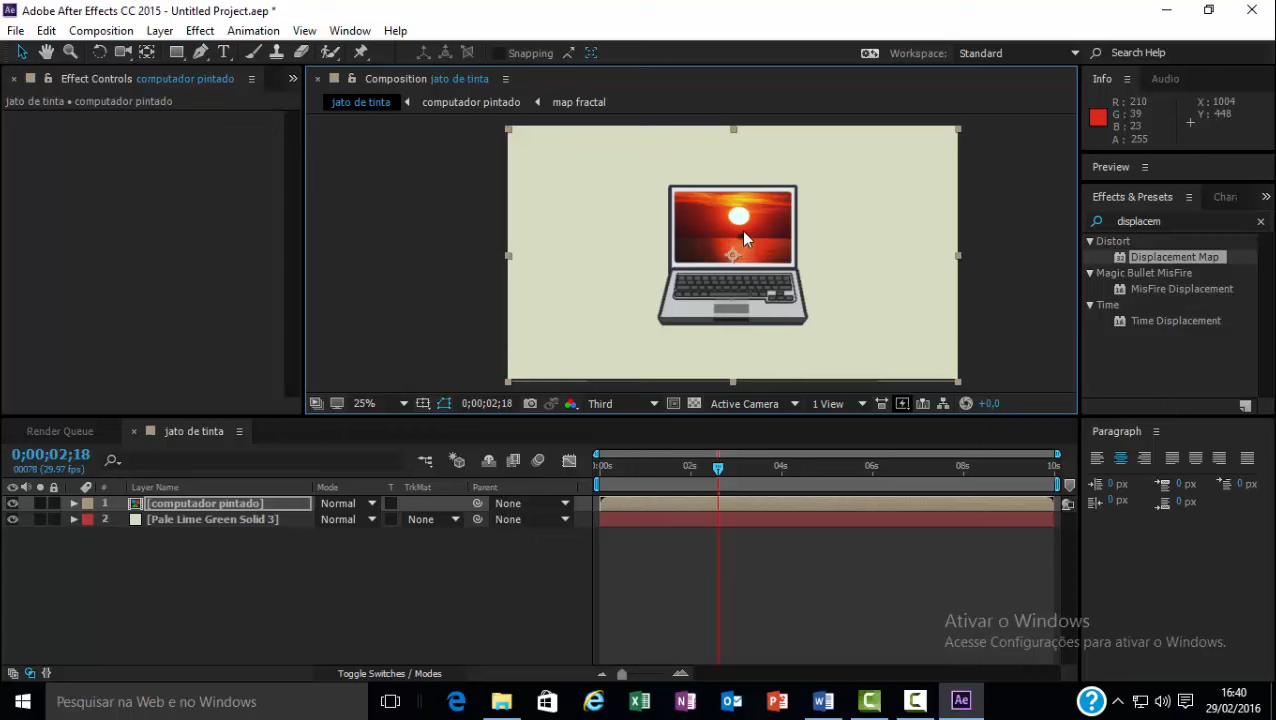 Adobe After Effects CC 2015 - Untitled Project.aep *
File Edit Composition Layer Effect Animation View Window Help
Snapping Workspace: Standard Search Help
Effect Controls computador pintado
Composition jato de tinta
Info Audio
jato de tinta • computador pintado
jato de tinta computador pintado map fractal
R: 210
G: 39
B: 23
A: 255
X: 1004
Y: 448
Preview
Effects & Presets
displacem
Distort
Displacement Map
Magic Bullet MisFire
MisFire Displacement
Time
Time Displacement
25% 0;00;02;18 Third Active Camera 1 View +0,0
Render Queue jato de tinta
Paragraph
0;00;02;18
00078 (29.97 fps)
:00s 02s 04s 06s 08s 10s
# Layer Name Mode T TrkMat Parent
1 [computador pintado] Normal None
2 [Pale Lime Green Solid 3] Normal None None
0 px 0 px 0 px
0 px 0 px
Ativar o Windows
Acesse Configurações para ativar o Windows.
Toggle Switches / Modes
Pesquisar na Web e no Windows
16:40
29/02/2016